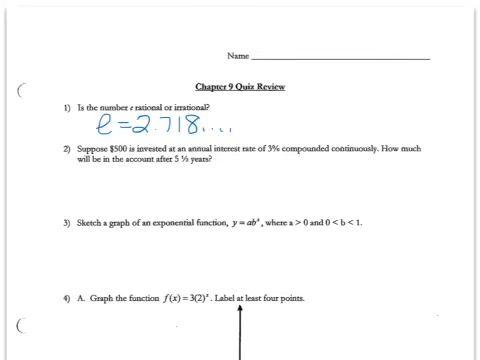 Name
Chapter 9 Quiz Review
1) Is the number e rational or irrational?
e = 2.718....
2) Suppose $500 is invested at an annual interest rate of 3% compounded continuously. How much
will be in the account after 5 ½ years?
3) Sketch a graph of an exponential function, y = abˣ, where a > 0 and 0 < b < 1.
4) A. Graph the function f(x) = 3(2)ˣ. Label at least four points.